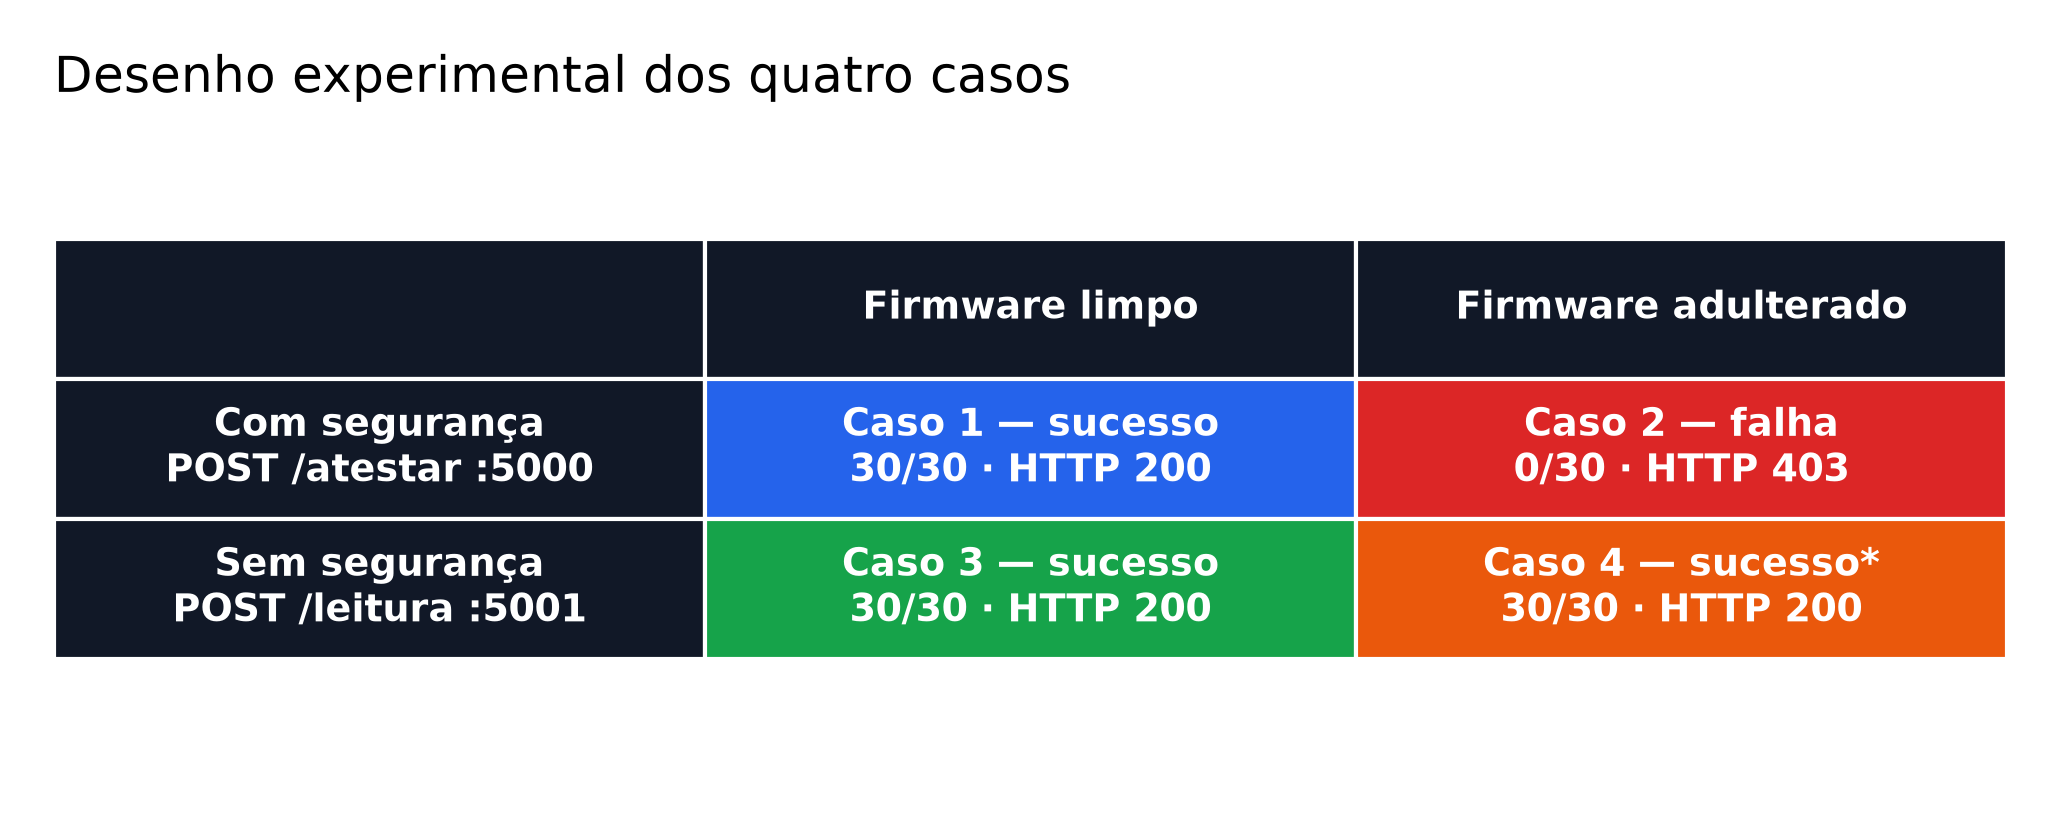 Desenho experimental dos quatro casos
Firmware limpo
Firmware adulterado
Com segurança
POST /atestar :5000
Caso 1 — sucesso
30/30 · HTTP 200
Caso 2 — falha
0/30 · HTTP 403
Sem segurança
POST /leitura :5001
Caso 3 — sucesso
30/30 · HTTP 200
Caso 4 — sucesso*
30/30 · HTTP 200